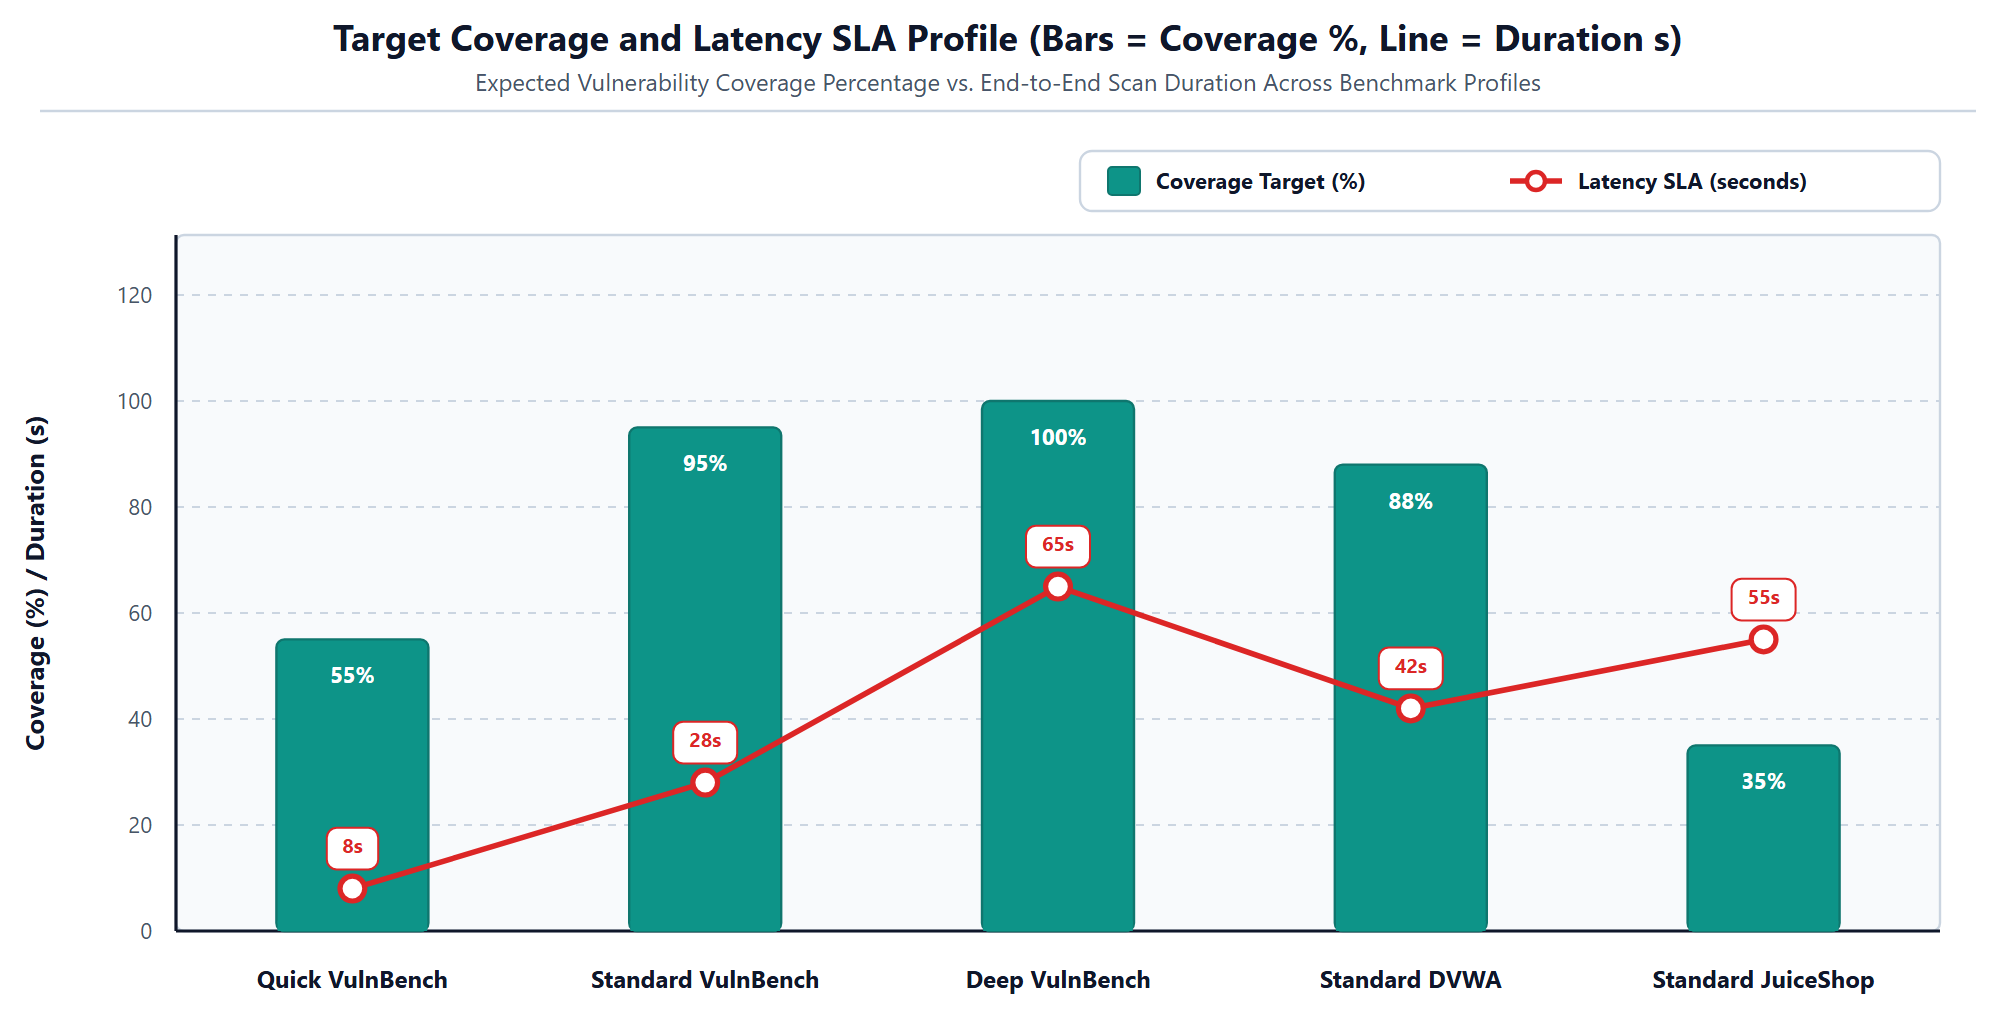 Target Coverage and Latency SLA Profile (Bars = Coverage %, Line = Duration s)
Expected Vulnerability Coverage Percentage vs. End-to-End Scan Duration Across Benchmark Profiles
Coverage Target (%)
Latency SLA (seconds)
Coverage (%) / Duration (s)
120
100
80
60
40
20
0
55%
95%
100%
88%
35%
8s
28s
65s
42s
55s
Quick VulnBench
Standard VulnBench
Deep VulnBench
Standard DVWA
Standard JuiceShop